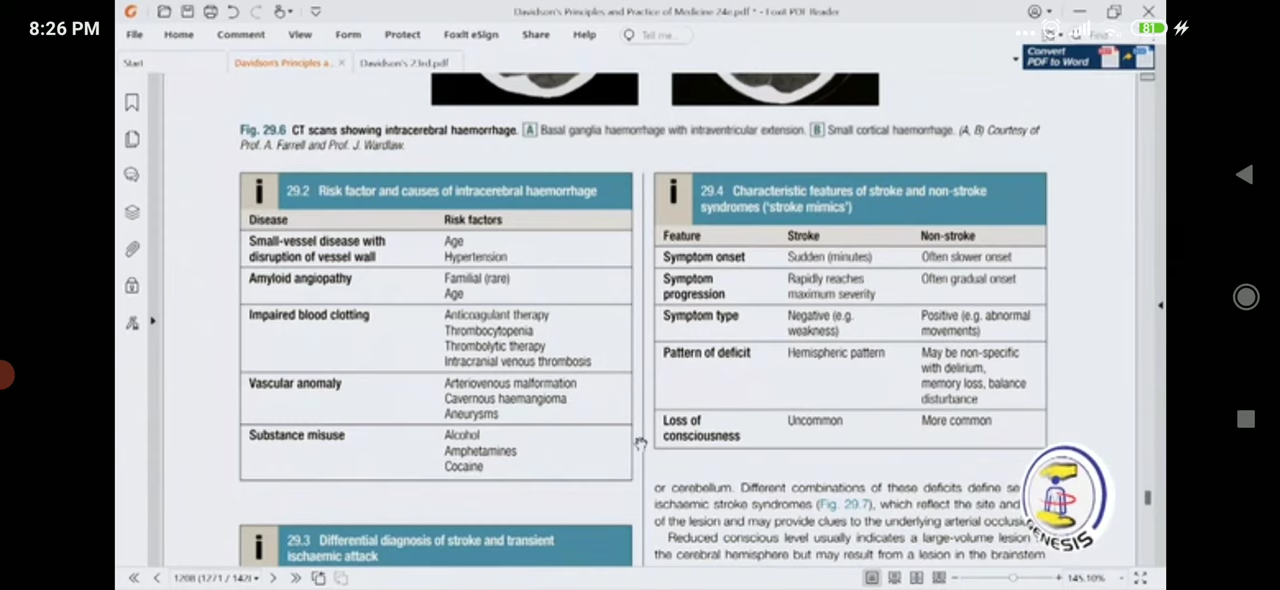 8:26 PM
Davidson's Principles and Practice of Medicine 24e.pdf * - Foxit PDF Reader
81
File Home Comment View Form Protect Foxit eSign Share Help Tell me...
Find
Start Davidson's Principles a... Davidson's 23rd.pdf
Convert
PDF to Word
Fig. 29.6 CT scans showing intracerebral haemorrhage. A Basal ganglia haemorrhage with intraventricular extension. B Small cortical haemorrhage. (A, B) Courtesy of
Prof. A. Farrell and Prof. J. Wardlaw.
i 29.2 Risk factor and causes of intracerebral haemorrhage
Disease Risk factors
Small-vessel disease with Age
disruption of vessel wall Hypertension
Amyloid angiopathy Familial (rare)
Age
Impaired blood clotting Anticoagulant therapy
Thrombocytopenia
Thrombolytic therapy
Intracranial venous thrombosis
Vascular anomaly Arteriovenous malformation
Cavernous haemangioma
Aneurysms
Substance misuse Alcohol
Amphetamines
Cocaine
i 29.3 Differential diagnosis of stroke and transient
ischaemic attack
i 29.4 Characteristic features of stroke and non-stroke
syndromes ('stroke mimics')
Feature Stroke Non-stroke
Symptom onset Sudden (minutes) Often slower onset
Symptom Rapidly reaches Often gradual onset
progression maximum severity
Symptom type Negative (e.g. Positive (e.g. abnormal
weakness) movements)
Pattern of deficit Hemispheric pattern May be non-specific
with delirium,
memory loss, balance
disturbance
Loss of Uncommon More common
consciousness
or cerebellum. Different combinations of these deficits define se
ischaemic stroke syndromes (Fig. 29.7), which reflect the site and
of the lesion and may provide clues to the underlying arterial occlusi
Reduced conscious level usually indicates a large-volume lesion
the cerebral hemisphere but may result from a lesion in the brainstem
GENESIS
1208 (1271 / 142 145.10%